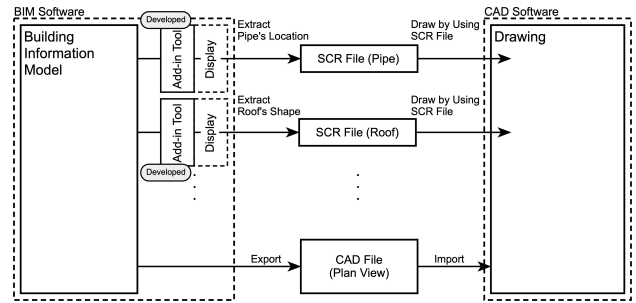 BIM Software
CAD Software
Building
Information
Model
Developed
Add-in Tool
Display
Extract
Pipe's Location
SCR File (Pipe)
Draw by Using
SCR File
Drawing
Add-in Tool
Display
Developed
Extract
Roof's Shape
SCR File (Roof)
Draw by Using
SCR File
Export
CAD File
(Plan View)
Import